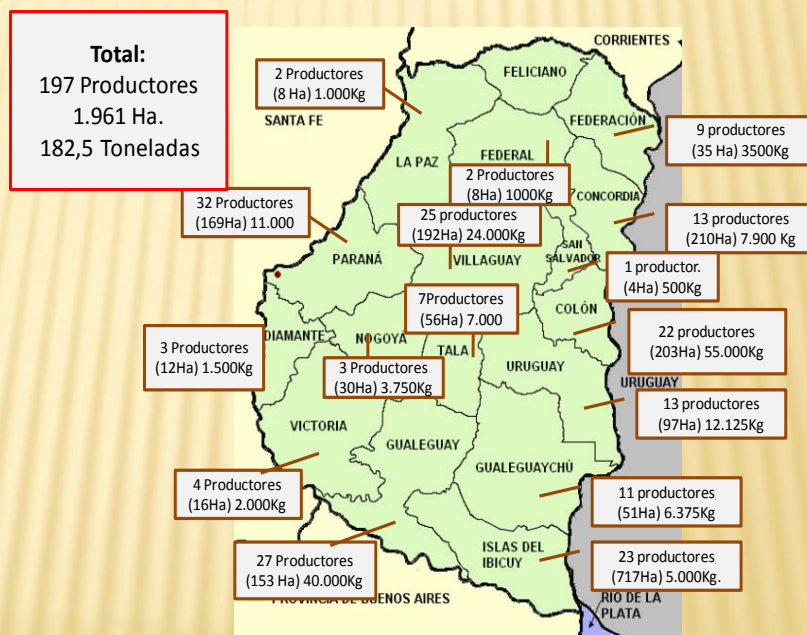 Total:
197 Productores
1.961 Ha.
182,5 Toneladas
CORRIENTES
2 Productores
(8 Ha) 1.000Kg
FELICIANO
SANTA FE
FEDERACIÓN
9 productores
(35 Ha) 3500Kg
LA PAZ
FEDERAL
2 Productores
(8Ha) 1000Kg
CONCORDIA
32 Productores
(169Ha) 11.000
25 productores
(192Ha) 24.000Kg
13 productores
(210Ha) 7.900 Kg
PARANÁ
VILLAGUAY
SAN
SALVADOR
1 productor.
(4Ha) 500Kg
7Productores
(56Ha) 7.000
COLÓN
DIAMANTE
NOGOYÁ
TALA
22 productores
(203Ha) 55.000Kg
3 Productores
(12Ha) 1.500Kg
3 Productores
(30Ha) 3.750Kg
URUGUAY
URUGUAY
13 productores
(97Ha) 12.125Kg
VICTORIA
GUALEGUAY
GUALEGUAYCHÚ
4 Productores
(16Ha) 2.000Kg
11 productores
(51Ha) 6.375Kg
27 Productores
(153 Ha) 40.000Kg
ISLAS DEL
IBICUY
23 productores
(717Ha) 5.000Kg.
PROVINCIA DE BUENOS AIRES
RIO DE LA
PLATA